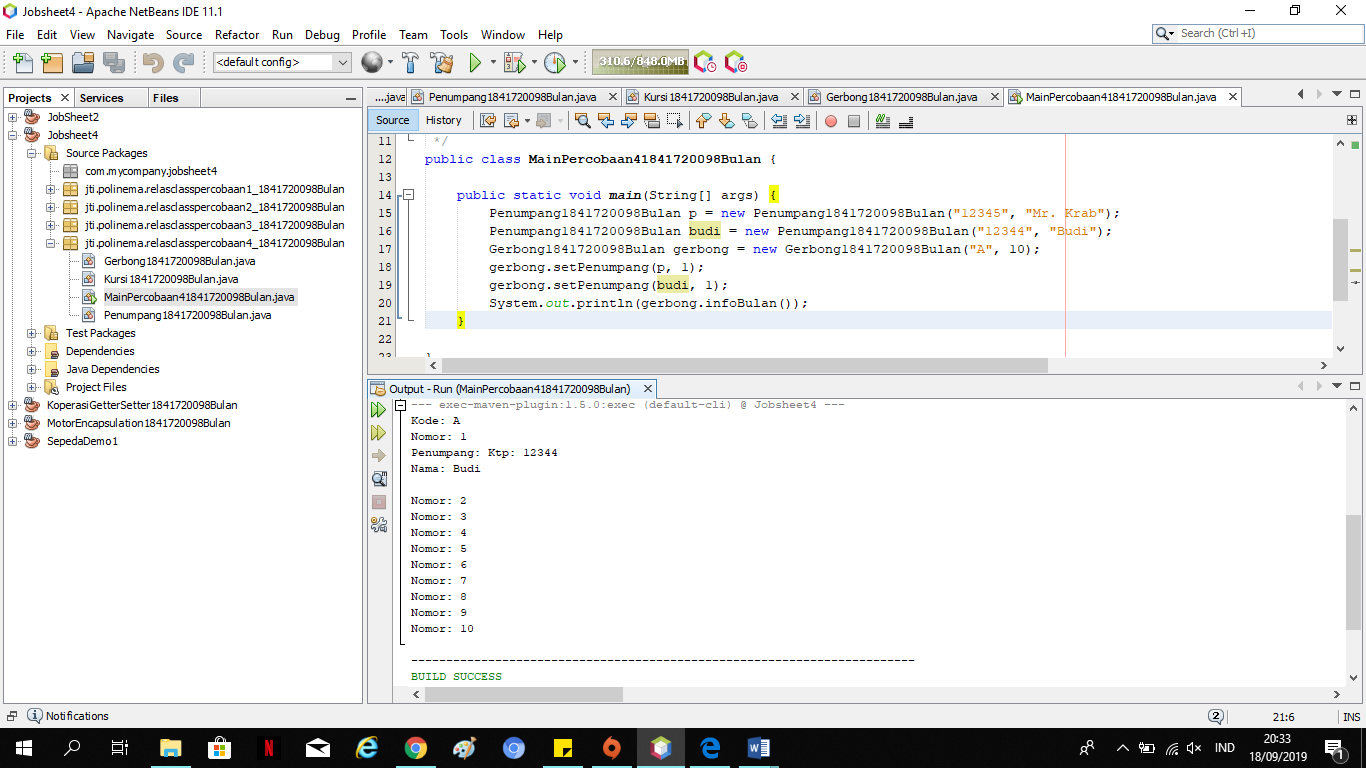 Jobsheet4 - Apache NetBeans IDE 11.1
File Edit View Navigate Source Refactor Run Debug Profile Team Tools Window Help
Search (Ctrl+I)
<default config>
310.6/848.0MB
Projects Services Files
JobSheet2
Jobsheet4
Source Packages
com.mycompany.jobsheet4
jti.polinema.relasclasspercobaan1_1841720098Bulan
jti.polinema.relasclasspercobaan2_1841720098Bulan
jti.polinema.relasclasspercobaan3_1841720098Bulan
jti.polinema.relasclasspercobaan4_1841720098Bulan
Gerbong1841720098Bulan.java
Kursi1841720098Bulan.java
MainPercobaan41841720098Bulan.java
Penumpang1841720098Bulan.java
Test Packages
Dependencies
Java Dependencies
Project Files
KoperasiGetterSetter1841720098Bulan
MotorEncapsulation1841720098Bulan
SepedaDemo1
....java Penumpang1841720098Bulan.java Kursi1841720098Bulan.java Gerbong1841720098Bulan.java MainPercobaan41841720098Bulan.java
Source History
11 */
12 public class MainPercobaan41841720098Bulan {
13
14 public static void main(String[] args) {
15 Penumpang1841720098Bulan p = new Penumpang1841720098Bulan("12345", "Mr. Krab");
16 Penumpang1841720098Bulan budi = new Penumpang1841720098Bulan("12344", "Budi");
17 Gerbong1841720098Bulan gerbong = new Gerbong1841720098Bulan("A", 10);
18 gerbong.setPenumpang(p, 1);
19 gerbong.setPenumpang(budi, 1);
20 System.out.println(gerbong.infoBulan());
21 }
22
23 }
Output - Run (MainPercobaan41841720098Bulan)
--- exec-maven-plugin:1.5.0:exec (default-cli) @ Jobsheet4 ---
Kode: A
Nomor: 1
Penumpang: Ktp: 12344
Nama: Budi
Nomor: 2
Nomor: 3
Nomor: 4
Nomor: 5
Nomor: 6
Nomor: 7
Nomor: 8
Nomor: 9
Nomor: 10
------------------------------------------------------------------------
BUILD SUCCESS
Notifications
2 21:6 INS
IND 20:33
18/09/2019
1